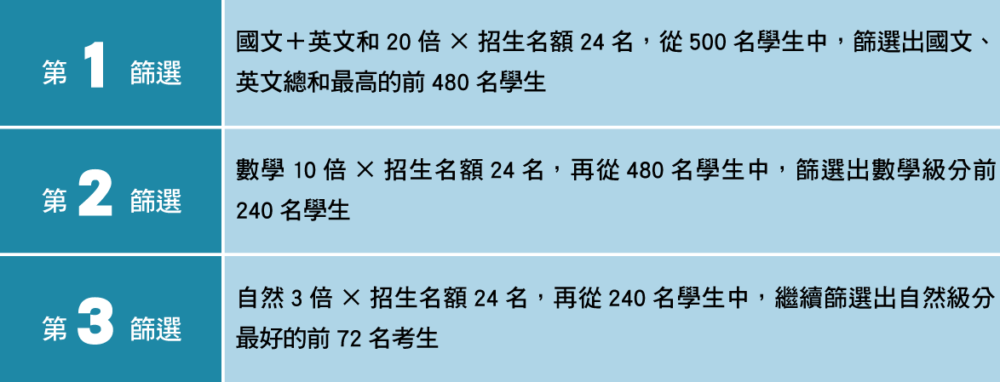 第 1 篩選
國文＋英文和 20 倍 × 招生名額 24 名，從 500 名學生中，篩選出國文、
英文總和最高的前 480 名學生
第 2 篩選
數學 10 倍 × 招生名額 24 名，再從 480 名學生中，篩選出數學級分前
240 名學生
第 3 篩選
自然 3 倍 × 招生名額 24 名，再從 240 名學生中，繼續篩選出自然級分
最好的前 72 名考生